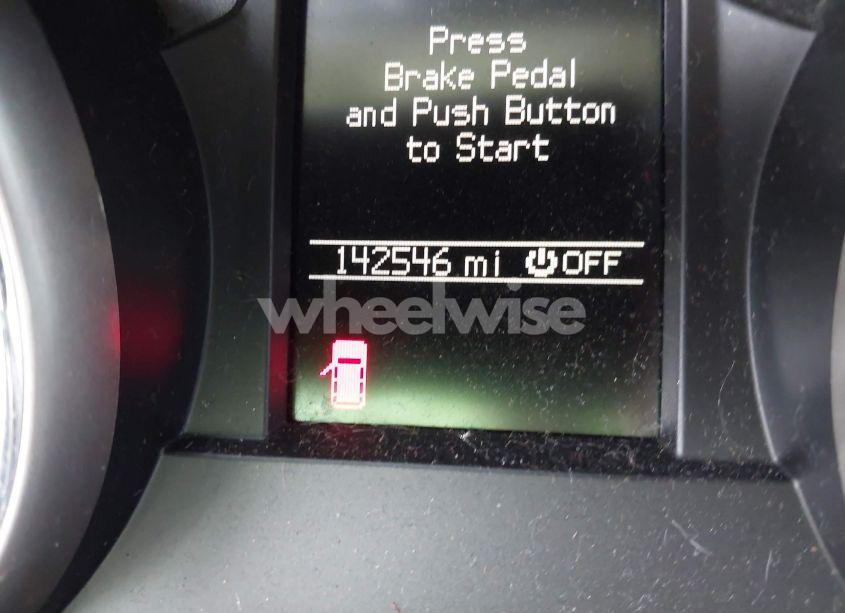 Press
Brake Pedal
and Push Button
to Start
142546 mi OFF
wheelwise